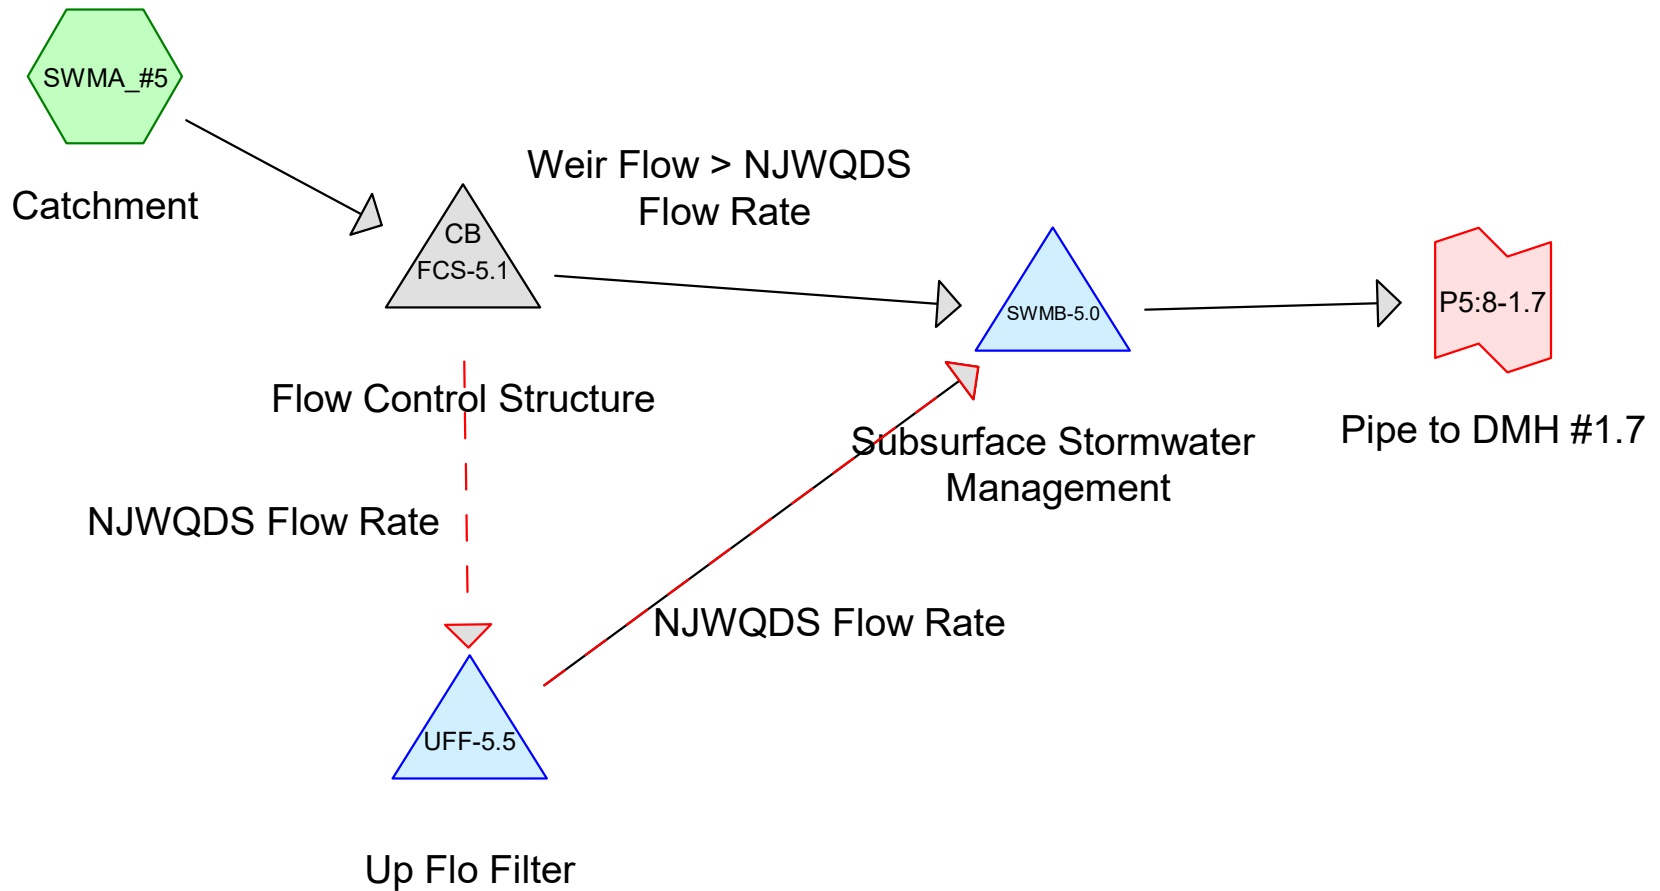 SWMA_#5
Catchment
Weir Flow > NJWQDS
Flow Rate
CB
FCS-5.1
Flow Control Structure
SWMB-5.0
Subsurface Stormwater
Management
P5:8-1.7
Pipe to DMH #1.7
NJWQDS Flow Rate
NJWQDS Flow Rate
UFF-5.5
Up Flo Filter